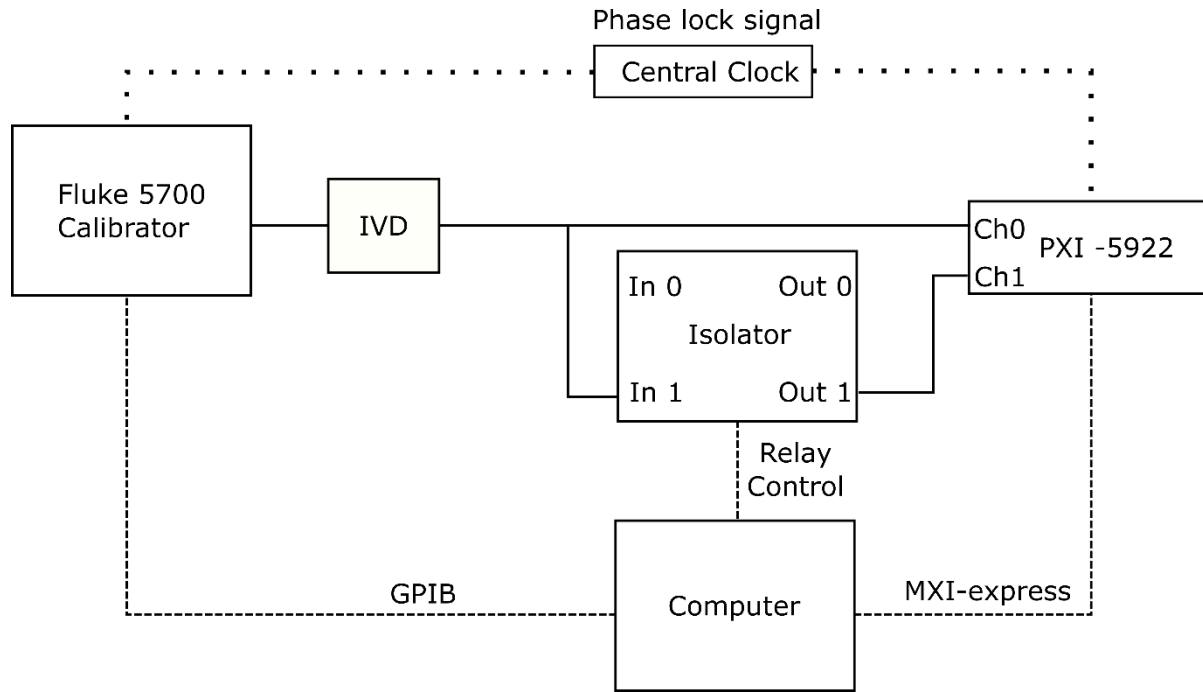 Phase lock signal
Central Clock
Fluke 5700
Calibrator
IVD
Ch0
Ch1
PXI -5922
In 0
Out 0
Isolator
In 1
Out 1
Relay
Control
GPIB
Computer
MXI-express